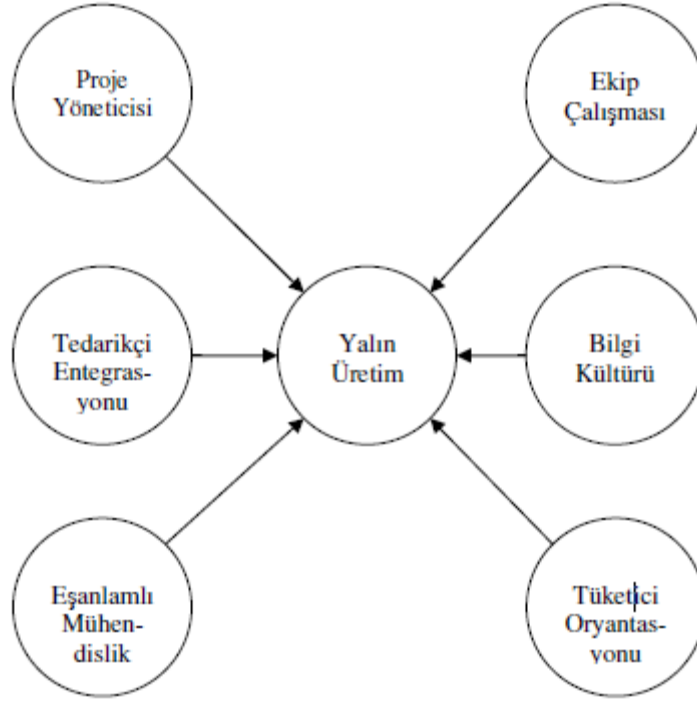 Proje
Yöneticisi
Ekip
Çalışması
Tedarikçi
Entegras-
yonu
Yalın
Üretim
Bilgi
Kültürü
Eşanlamlı
Mühen-
dislik
Tüketici
Oryantas-
yonu